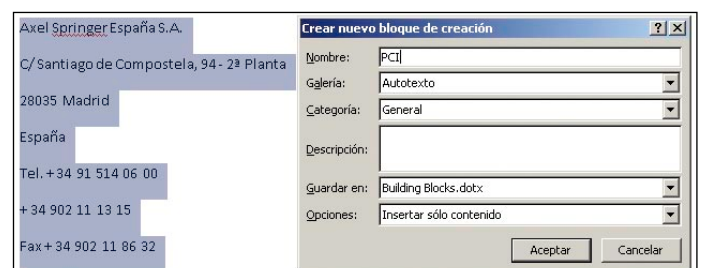 Axel Springer España S.A.
C/ Santiago de Compostela, 94 - 2ª Planta
28035 Madrid
España
Tel. + 34 91 514 06 00
+ 34 902 11 13 15
Fax + 34 902 11 86 32
Crear nuevo bloque de creación
Nombre: PCI
Galería: Autotexto
Categoría: General
Descripción:
Guardar en: Building Blocks.dotx
Opciones: Insertar sólo contenido
Aceptar Cancelar